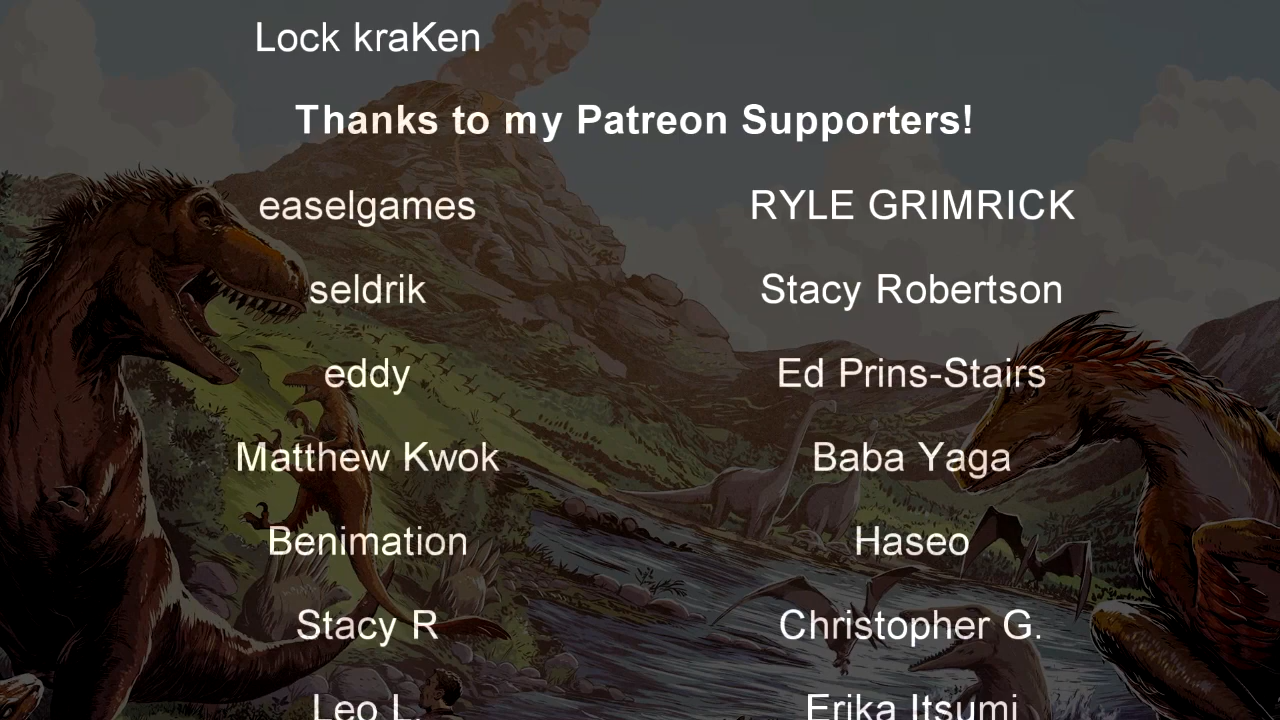 Lock kraKen
Thanks to my Patreon Supporters!
easelgames RYLE GRIMRICK
seldrik Stacy Robertson
eddy Ed Prins-Stairs
Matthew Kwok Baba Yaga
Benimation Haseo
Stacy R Christopher G.
Leo L. Erika Itsumi